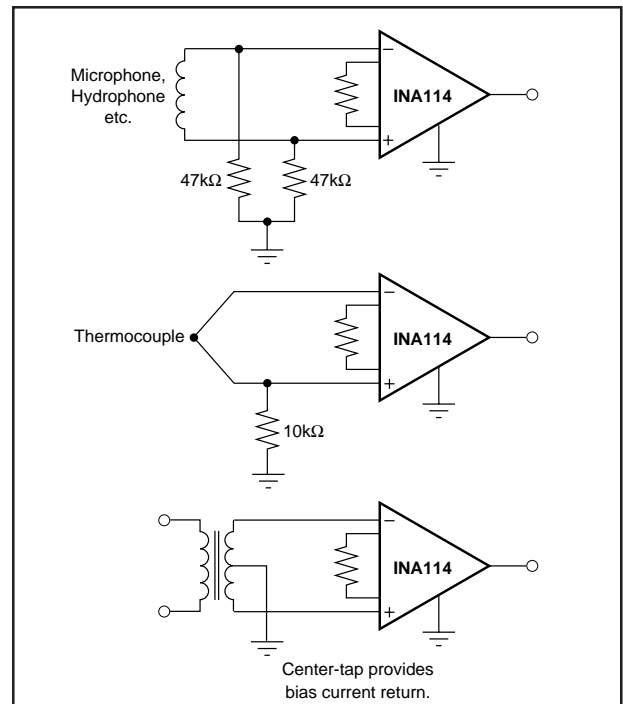 Microphone,
Hydrophone
etc.
−
INA114
+
47kΩ 47kΩ
−
Thermocouple
INA114
+
10kΩ
−
INA114
+
Center-tap provides
bias current return.